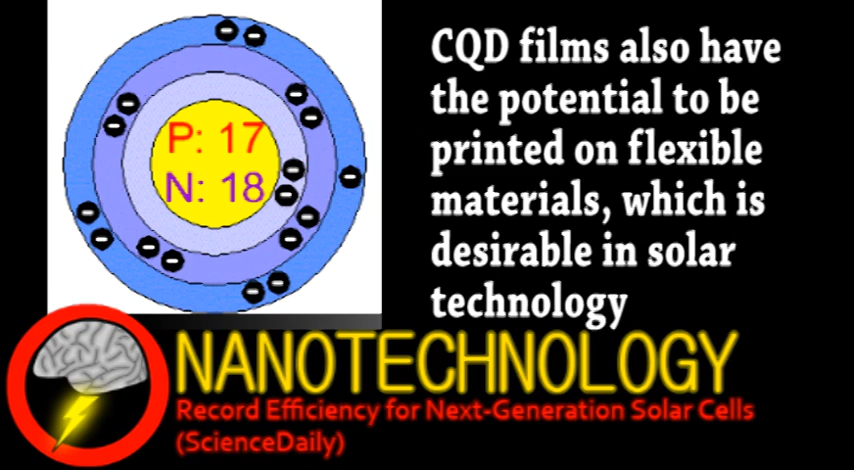 P: 17
N: 18
CQD films also have
the potential to be
printed on flexible
materials, which is
desirable in solar
technology
NANOTECHNOLOGY
Record Efficiency for Next-Generation Solar Cells
(ScienceDaily)